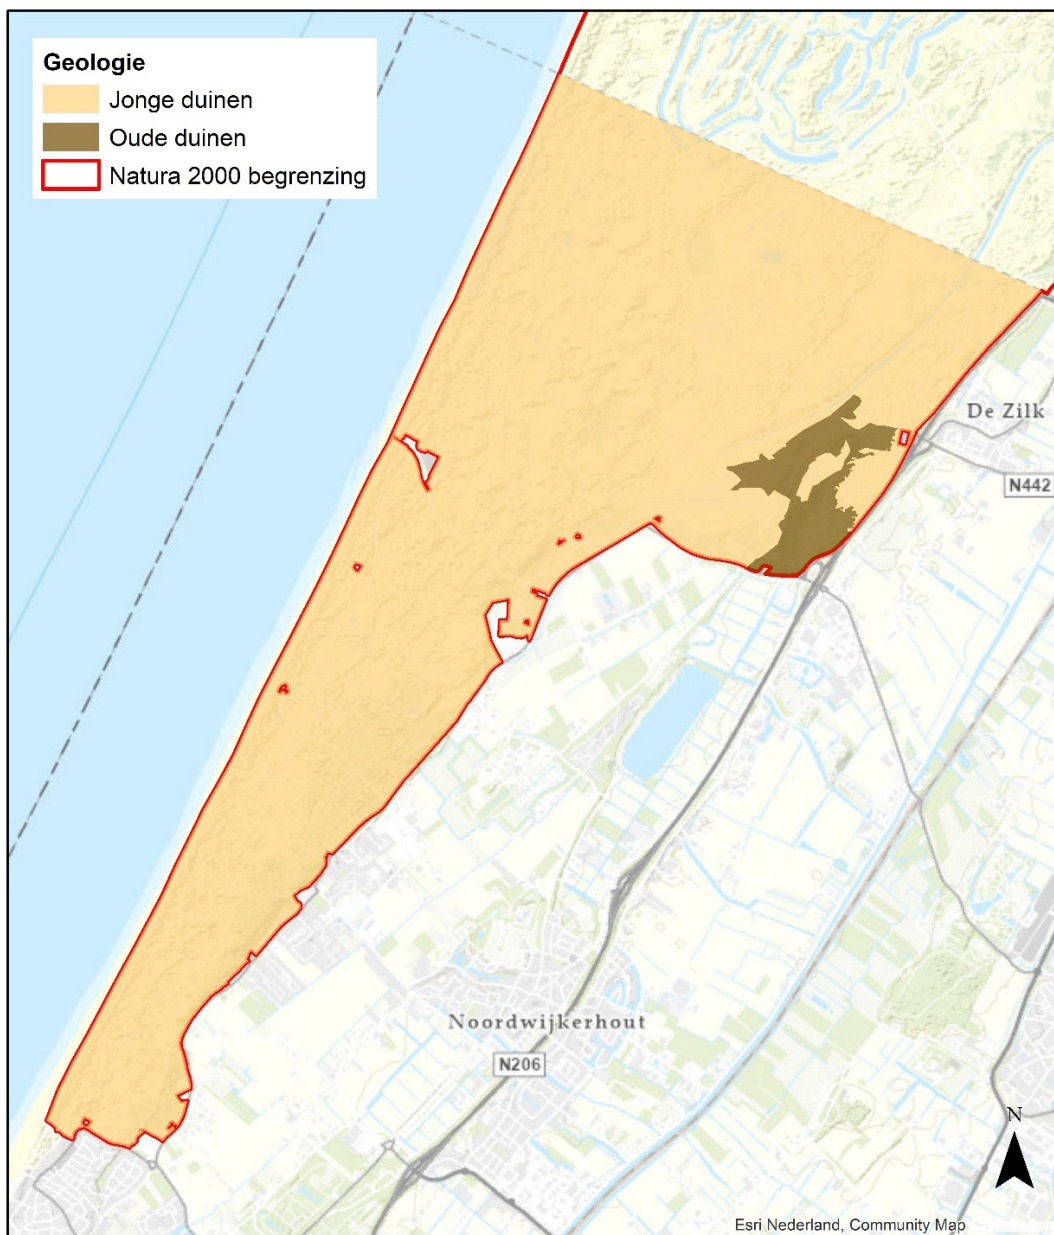 Geologie
Jonge duinen
Oude duinen
Natura 2000 begrenzing
De Zilk
N442
Noordwijkerhout
N206
N
Esri Nederland, Community Map